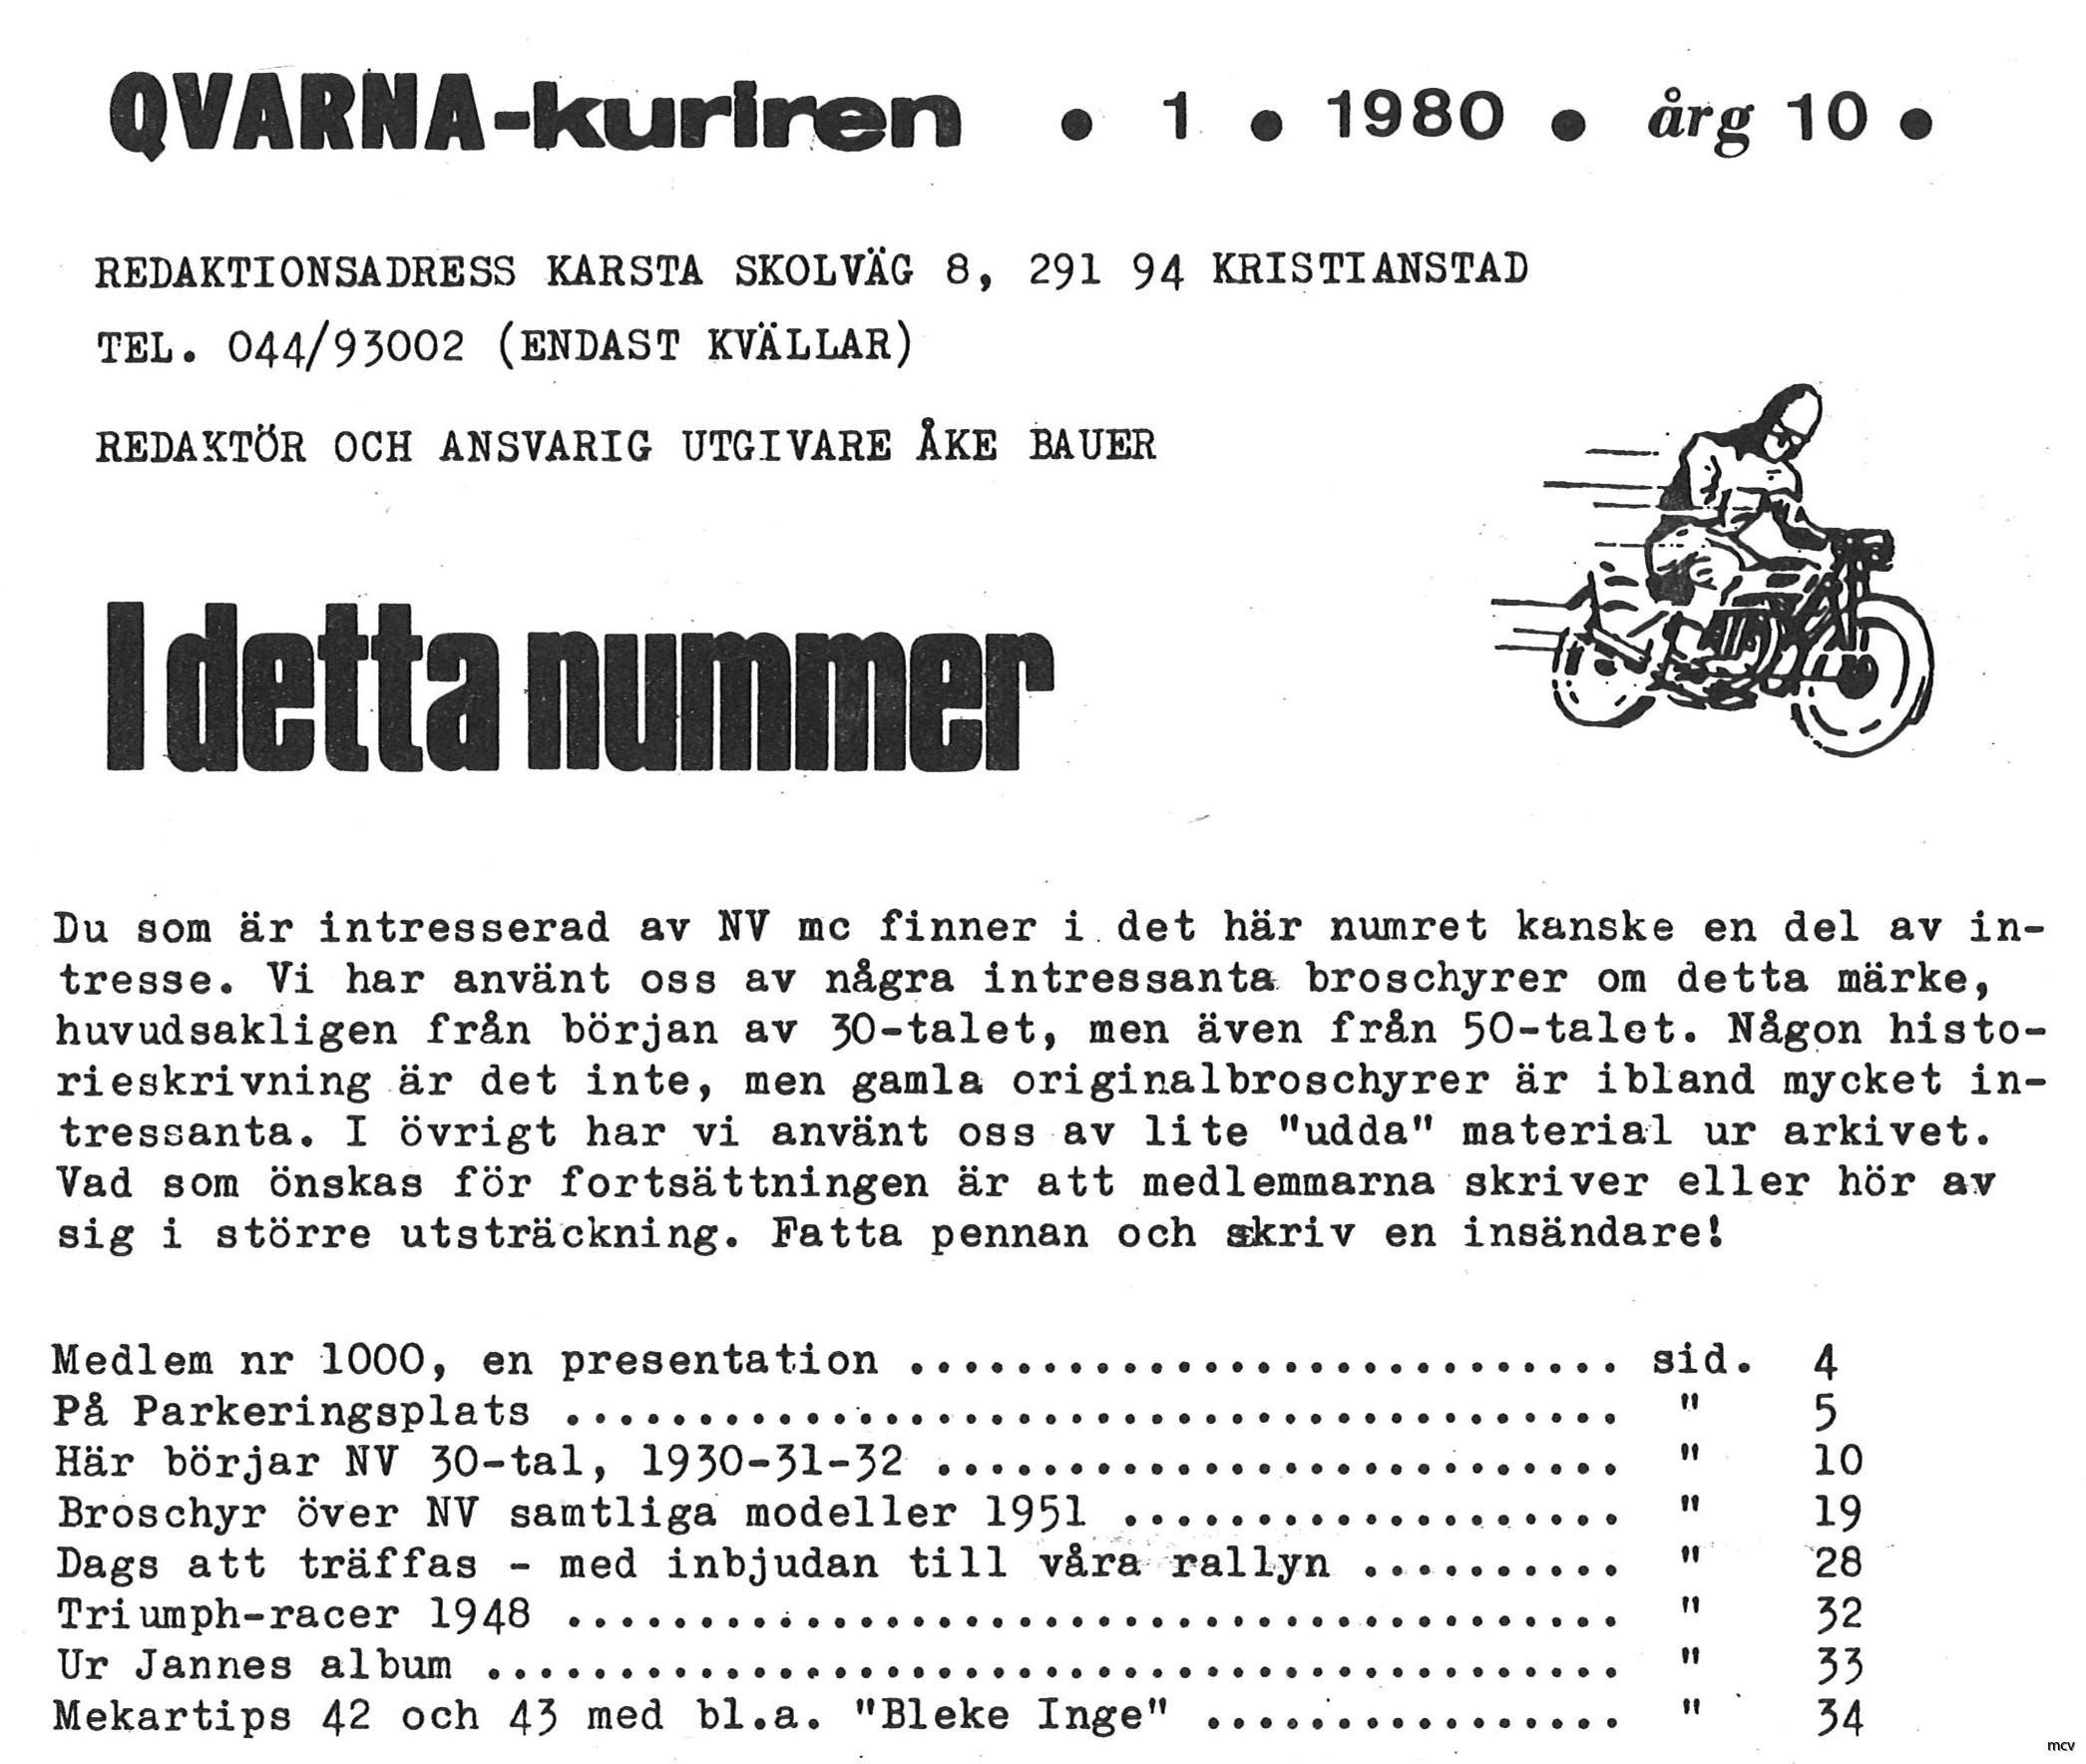 QVARNA-kuriren • 1 • 1980 • årg 10 •
REDAKTIONSADRESS KARSTA SKOLVÄG 8, 291 94 KRISTIANSTAD
TEL. 044/93002 (ENDAST KVÄLLAR)
REDAKTÖR OCH ANSVARIG UTGIVARE ÅKE BAUER
I detta nummer
Du som är intresserad av NV mc finner i det här numret kanske en del av in-
tresse. Vi har använt oss av några intressanta broschyrer om detta märke,
huvudsakligen från början av 30-talet, men även från 50-talet. Någon histo-
rieskrivning är det inte, men gamla originalbroschyrer är ibland mycket in-
tressanta. I övrigt har vi använt oss av lite "udda" material ur arkivet.
Vad som önskas för fortsättningen är att medlemmarna skriver eller hör av
sig i större utsträckning. Fatta pennan och skriv en insändare!
Medlem nr 1000, en presentation ........................... sid. 4
På Parkeringsplats ........................................ " 5
Här börjar NV 30-tal, 1930-31-32 .......................... " 10
Broschyr över NV samtliga modeller 1951 ................... " 19
Dags att träffas - med inbjudan till våra rallyn .......... " 28
Triumph-racer 1948 ........................................ " 32
Ur Jannes album ........................................... " 33
Mekartips 42 och 43 med bl.a. "Bleke Inge" ................ " 34
mcv